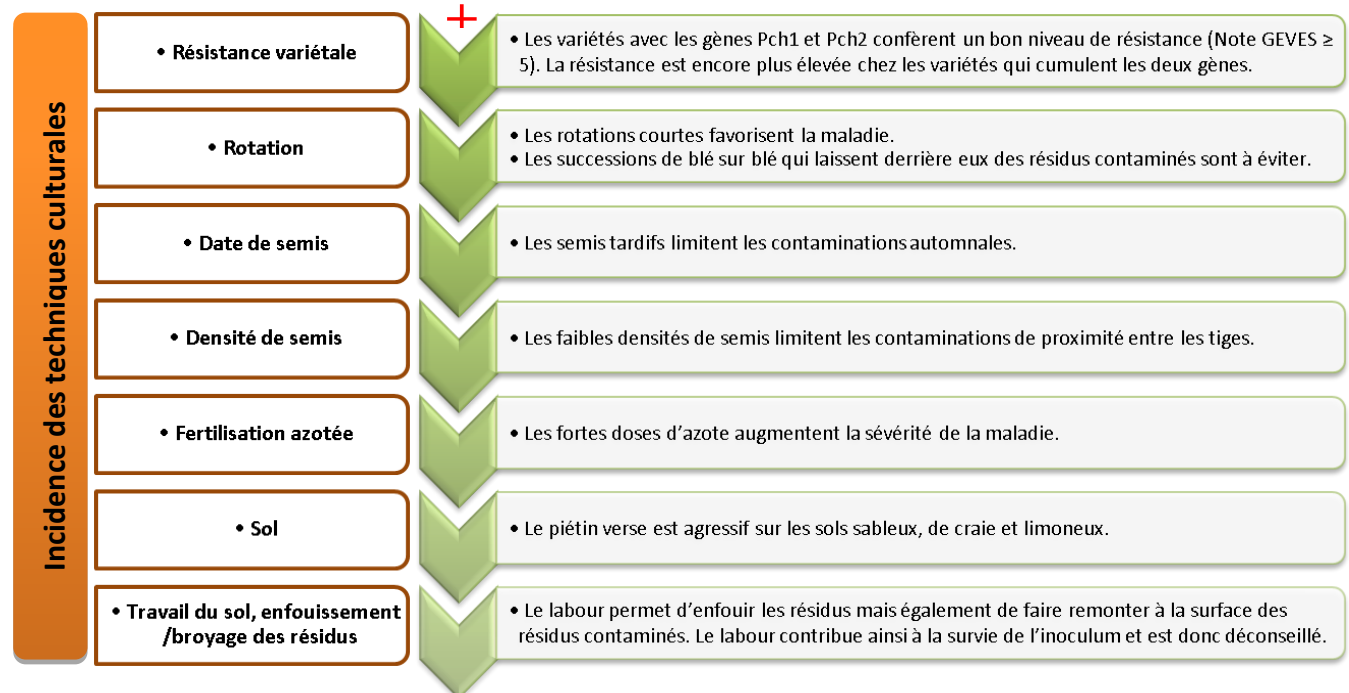 Incidence des techniques culturales
+
• Résistance variétale
• Les variétés avec les gènes Pch1 et Pch2 confèrent un bon niveau de résistance (Note GEVES ≥
5). La résistance est encore plus élevée chez les variétés qui cumulent les deux gènes.
• Rotation
• Les rotations courtes favorisent la maladie.
• Les successions de blé sur blé qui laissent derrière eux des résidus contaminés sont à éviter.
• Date de semis
• Les semis tardifs limitent les contaminations automnales.
• Densité de semis
• Les faibles densités de semis limitent les contaminations de proximité entre les tiges.
• Fertilisation azotée
• Les fortes doses d'azote augmentent la sévérité de la maladie.
• Sol
• Le piétin verse est agressif sur les sols sableux, de craie et limoneux.
• Travail du sol, enfouissement
/broyage des résidus
• Le labour permet d'enfouir les résidus mais également de faire remonter à la surface des
résidus contaminés. Le labour contribue ainsi à la survie de l'inoculum et est donc déconseillé.